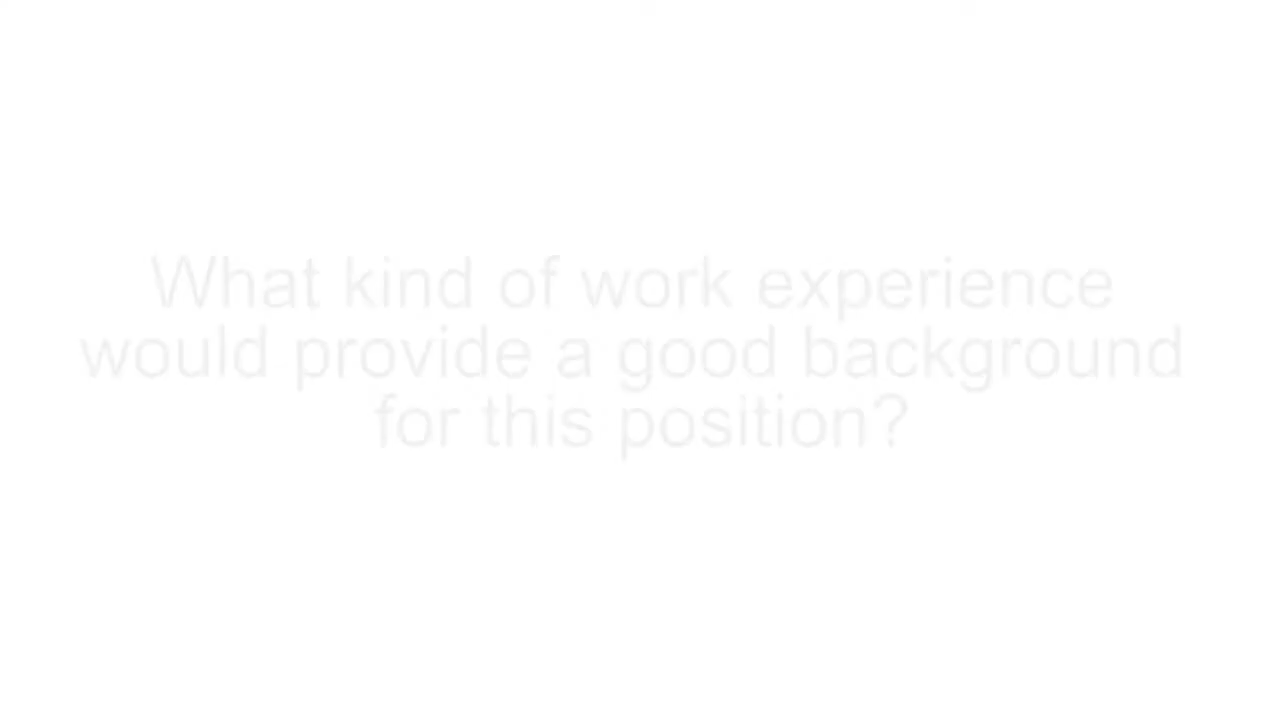 What kind of work experience
would provide a good background
for this position?